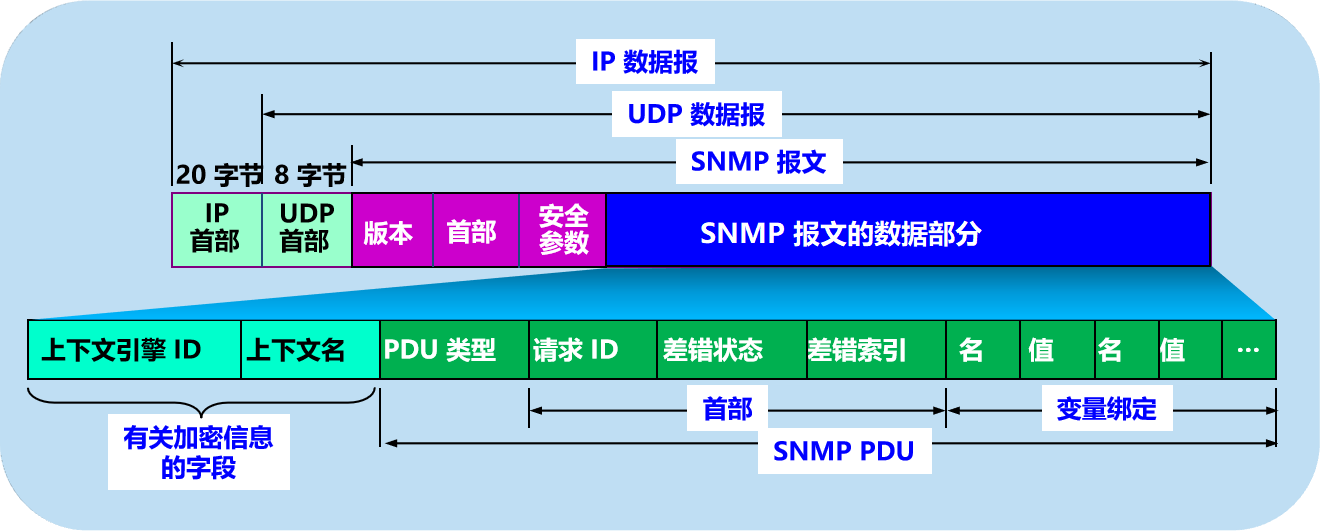 IP 数据报
UDP 数据报
SNMP 报文
20 字节 8 字节
IP
首部
UDP
首部
版本
首部
安全
参数
SNMP 报文的数据部分
上下文引擎 ID
上下文名
PDU 类型
请求 ID
差错状态
差错索引
名
值
名
值
···
首部
变量绑定
有关加密信息
的字段
SNMP PDU